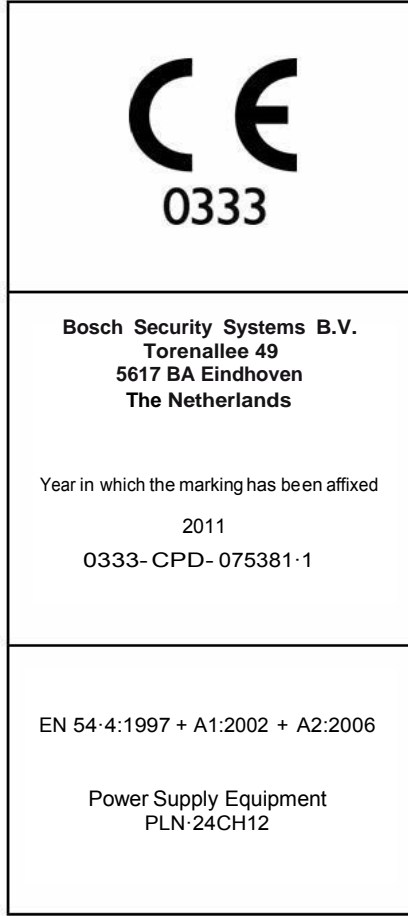 CE
0333
Bosch Security Systems B.V.
Torenallee 49
5617 BA Eindhoven
The Netherlands
Year in which the marking has been affixed
2011
0333-CPD-075381·1
EN 54·4:1997 + A1:2002 + A2:2006
Power Supply Equipment
PLN·24CH12